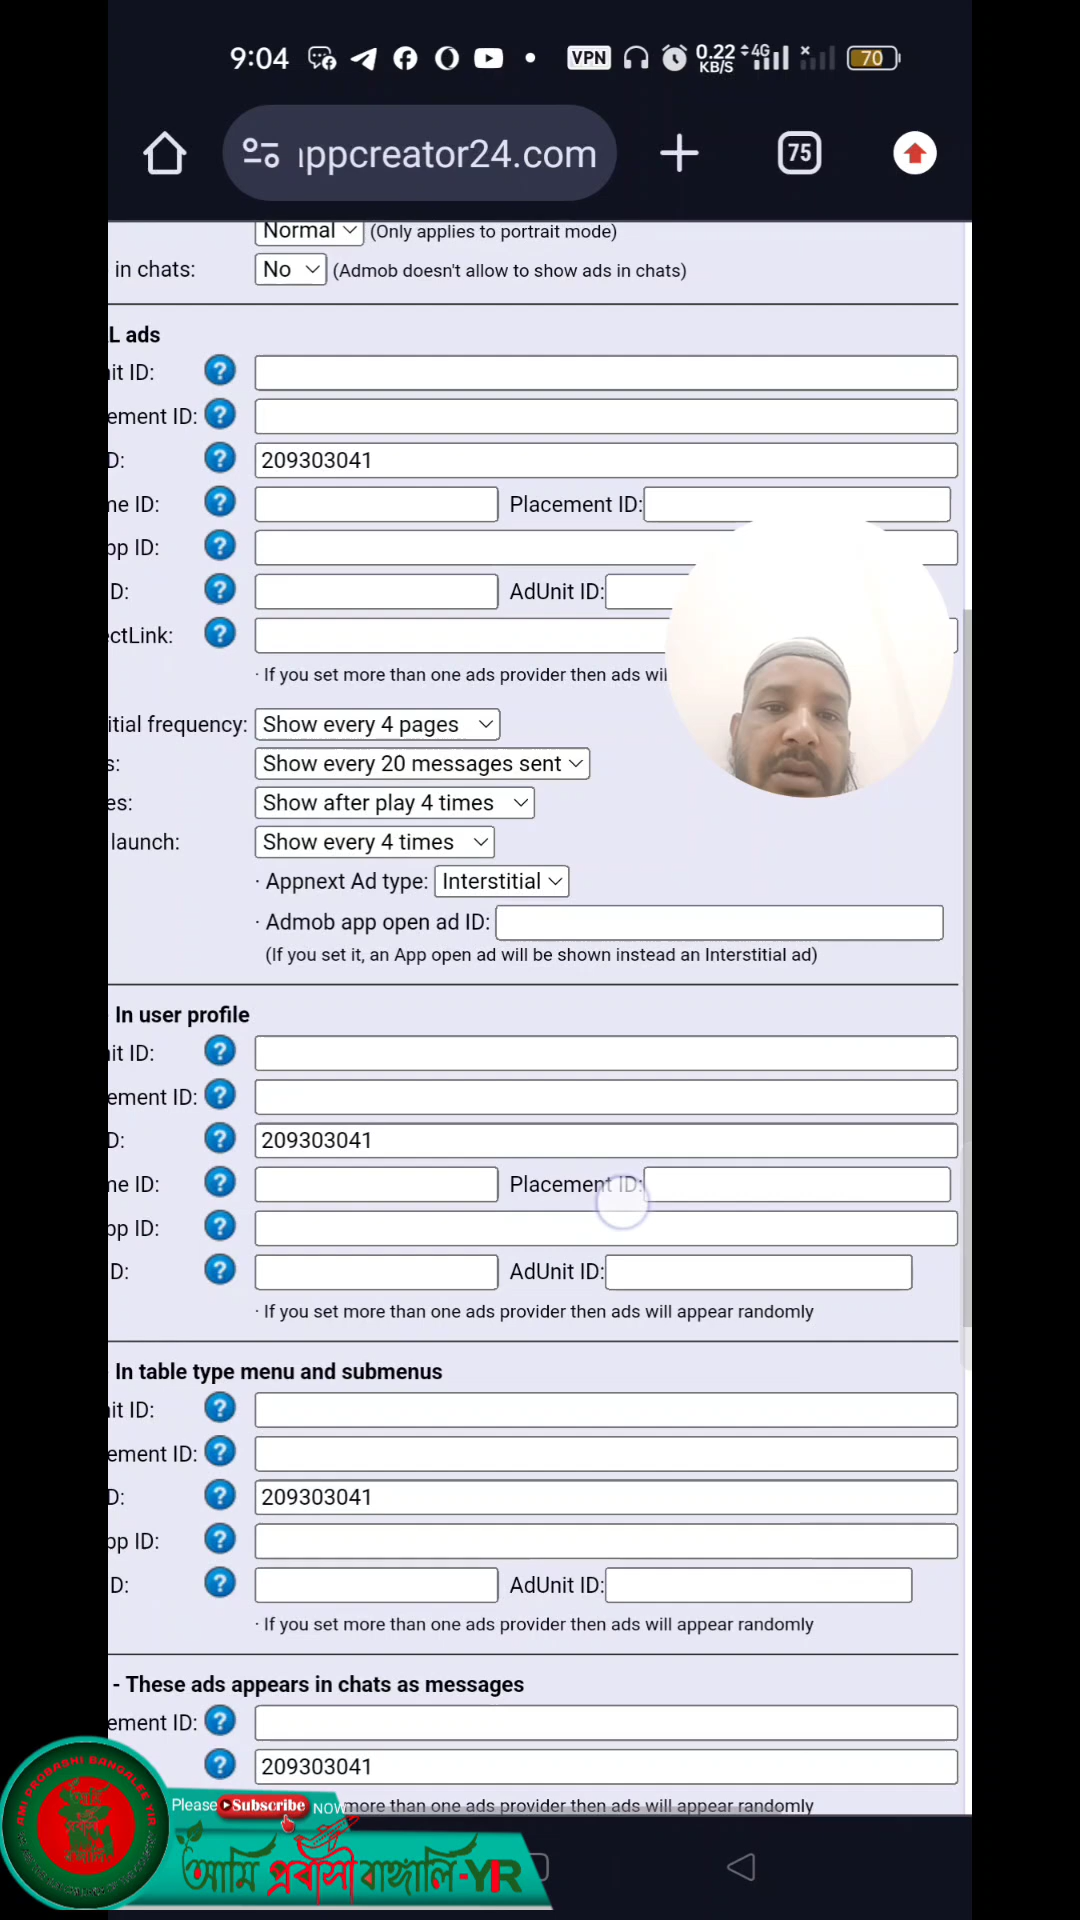 9:04 VPN 0.22 KB/S 4G 70
appcreator24.com 75
Normal (Only applies to portrait mode)
in chats: No (Admob doesn't allow to show ads in chats)
L ads
it ID:
ement ID:
D: 209303041
me ID: Placement ID:
pp ID:
D: AdUnit ID:
ectLink:
· If you set more than one ads provider then ads wil
itial frequency: Show every 4 pages
s: Show every 20 messages sent
es: Show after play 4 times
launch: Show every 4 times
· Appnext Ad type: Interstitial
· Admob app open ad ID:
(If you set it, an App open ad will be shown instead an Interstitial ad)
In user profile
it ID:
ement ID:
D: 209303041
ne ID: Placement ID:
pp ID:
D: AdUnit ID:
· If you set more than one ads provider then ads will appear randomly
In table type menu and submenus
it ID:
ement ID:
D: 209303041
pp ID:
D: AdUnit ID:
· If you set more than one ads provider then ads will appear randomly
- These ads appears in chats as messages
ement ID:
209303041
more than one ads provider then ads will appear randomly
AMI PROBASHI BANGALEE YR
আমি প্রবাসী বাঙ্গালি
Please Subscribe NOW
আমি প্রবাসী বাঙ্গালি-YR